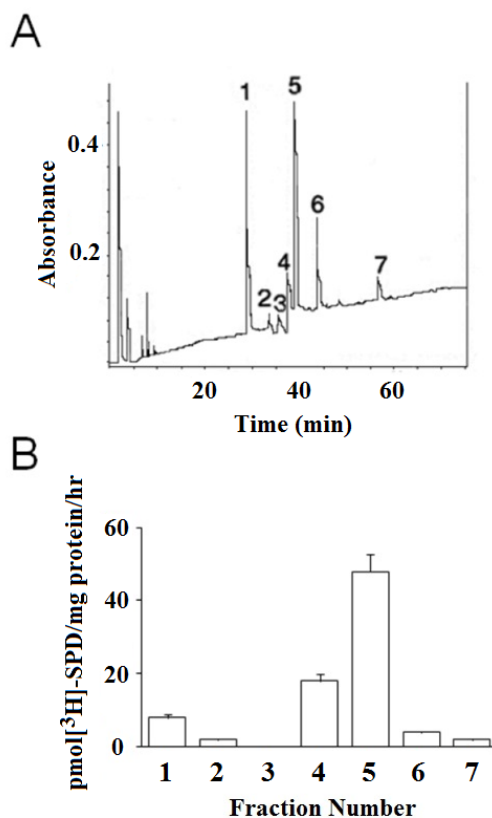 A
Absorbance
0.4
0.2
1
2
3
4
5
6
7
20 40 60
Time (min)
B
pmol[³H]-SPD/mg protein/hr
60
40
20
0
1 2 3 4 5 6 7
Fraction Number